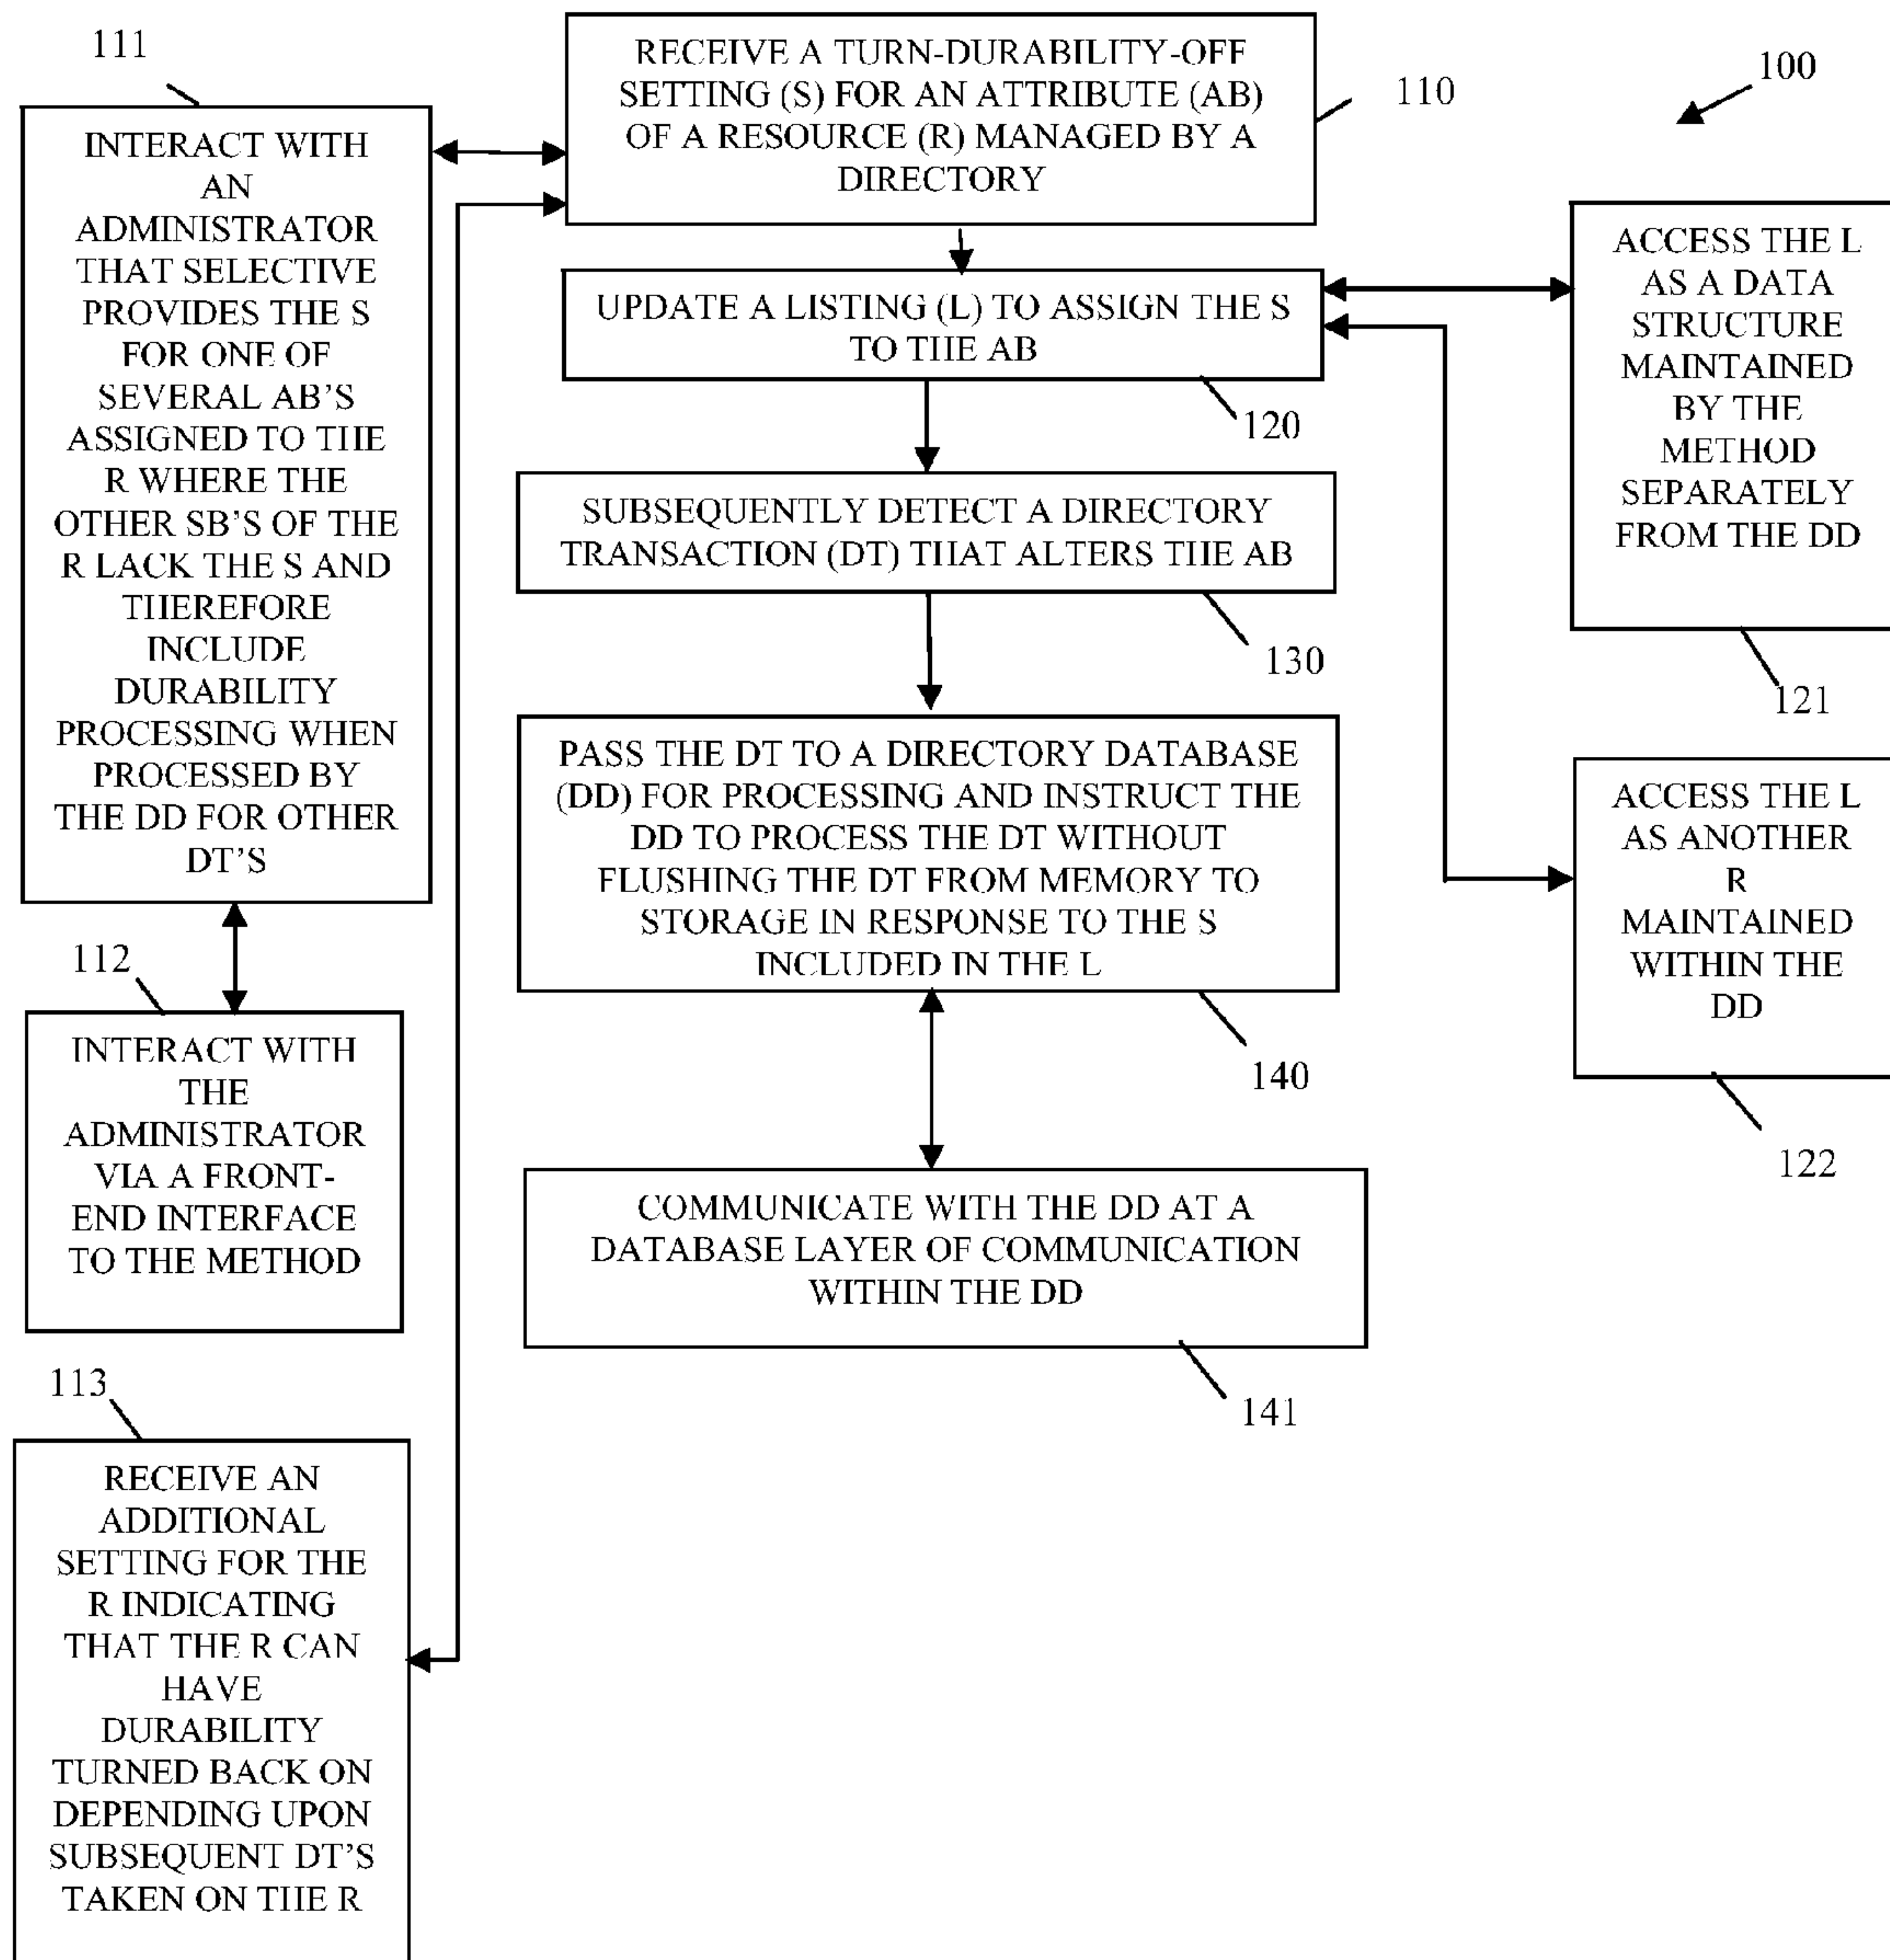 111
RECEIVE A TURN-DURABILITY-OFF
SETTING (S) FOR AN ATTRIBUTE (AB)
OF A RESOURCE (R) MANAGED BY A
DIRECTORY
110
100
INTERACT WITH
AN
ADMINISTRATOR
THAT SELECTIVE
PROVIDES THE S
FOR ONE OF
SEVERAL AB'S
ASSIGNED TO THE
R WHERE THE
OTHER SB'S OF THE
R LACK THE S AND
THEREFORE
INCLUDE
DURABILITY
PROCESSING WHEN
PROCESSED BY
THE DD FOR OTHER
DT'S
UPDATE A LISTING (L) TO ASSIGN THE S
TO THE AB
120
ACCESS THE L
AS A DATA
STRUCTURE
MAINTAINED
BY THE
METHOD
SEPARATELY
FROM THE DD
121
SUBSEQUENTLY DETECT A DIRECTORY
TRANSACTION (DT) THAT ALTERS THE AB
130
PASS THE DT TO A DIRECTORY DATABASE
(DD) FOR PROCESSING AND INSTRUCT THE
DD TO PROCESS THE DT WITHOUT
FLUSHING THE DT FROM MEMORY TO
STORAGE IN RESPONSE TO THE S
INCLUDED IN THE L
140
ACCESS THE L
AS ANOTHER
R
MAINTAINED
WITHIN THE
DD
122
112
INTERACT WITH
THE
ADMINISTRATOR
VIA A FRONT-
END INTERFACE
TO THE METHOD
COMMUNICATE WITH THE DD AT A
DATABASE LAYER OF COMMUNICATION
WITHIN THE DD
141
113
RECEIVE AN
ADDITIONAL
SETTING FOR THE
R INDICATING
THAT THE R CAN
HAVE
DURABILITY
TURNED BACK ON
DEPENDING UPON
SUBSEQUENT DT'S
TAKEN ON THE R